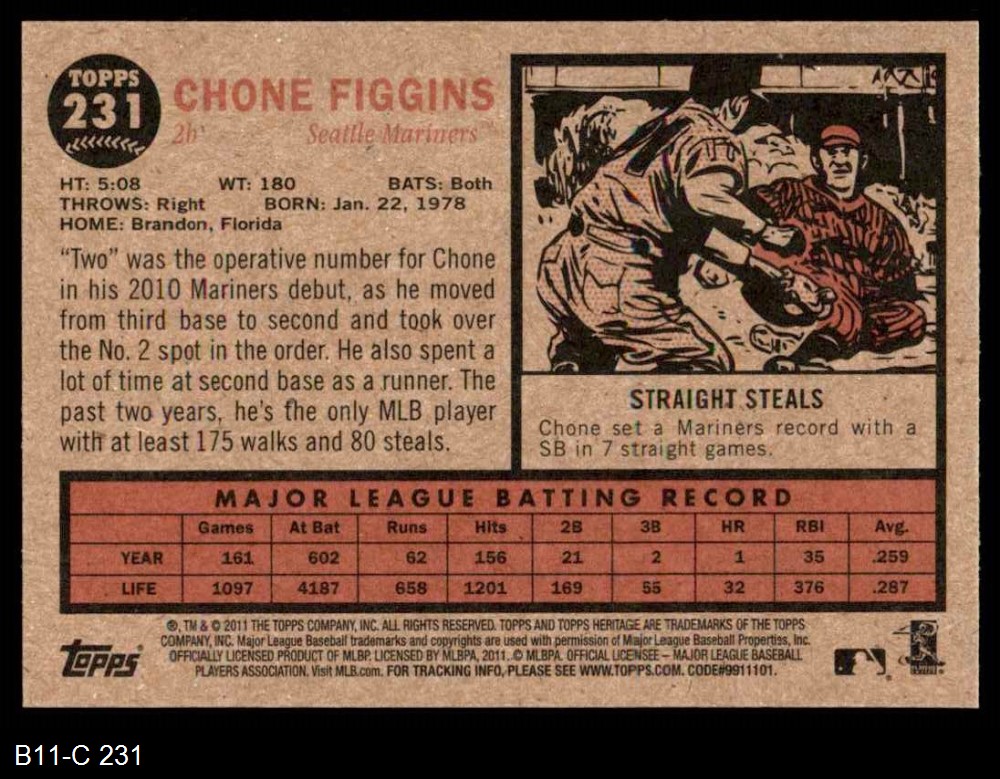 TOPPS
231
CHONE FIGGINS
2b Seattle Mariners™
HT: 5:08 WT: 180 BATS: Both
THROWS: Right BORN: Jan. 22, 1978
HOME: Brandon, Florida
“Two” was the operative number for Chone
in his 2010 Mariners debut, as he moved
from third base to second and took over
the No. 2 spot in the order. He also spent a
lot of time at second base as a runner. The
past two years, he's the only MLB player
with at least 175 walks and 80 steals.
STRAIGHT STEALS
Chone set a Mariners record with a
SB in 7 straight games.
MAJOR LEAGUE BATTING RECORD
Games At Bat Runs Hits 2B 3B HR RBI Avg.
YEAR 161 602 62 156 21 2 1 35 .259
LIFE 1097 4187 658 1201 169 55 32 376 .287
®, TM & © 2011 THE TOPPS COMPANY, INC. ALL RIGHTS RESERVED. TOPPS AND TOPPS HERITAGE ARE TRADEMARKS OF THE TOPPS
COMPANY, INC. Major League Baseball trademarks and copyrights are used with permission of Major League Baseball Properties, Inc.
OFFICIALLY LICENSED PRODUCT OF MLBP. LICENSED BY MLBPA, 2011. © MLBPA. OFFICIAL LICENSEE – MAJOR LEAGUE BASEBALL
PLAYERS ASSOCIATION. Visit MLB.com. FOR TRACKING INFO, PLEASE SEE WWW.TOPPS.COM. CODE#9911101.
Topps
B11-C 231